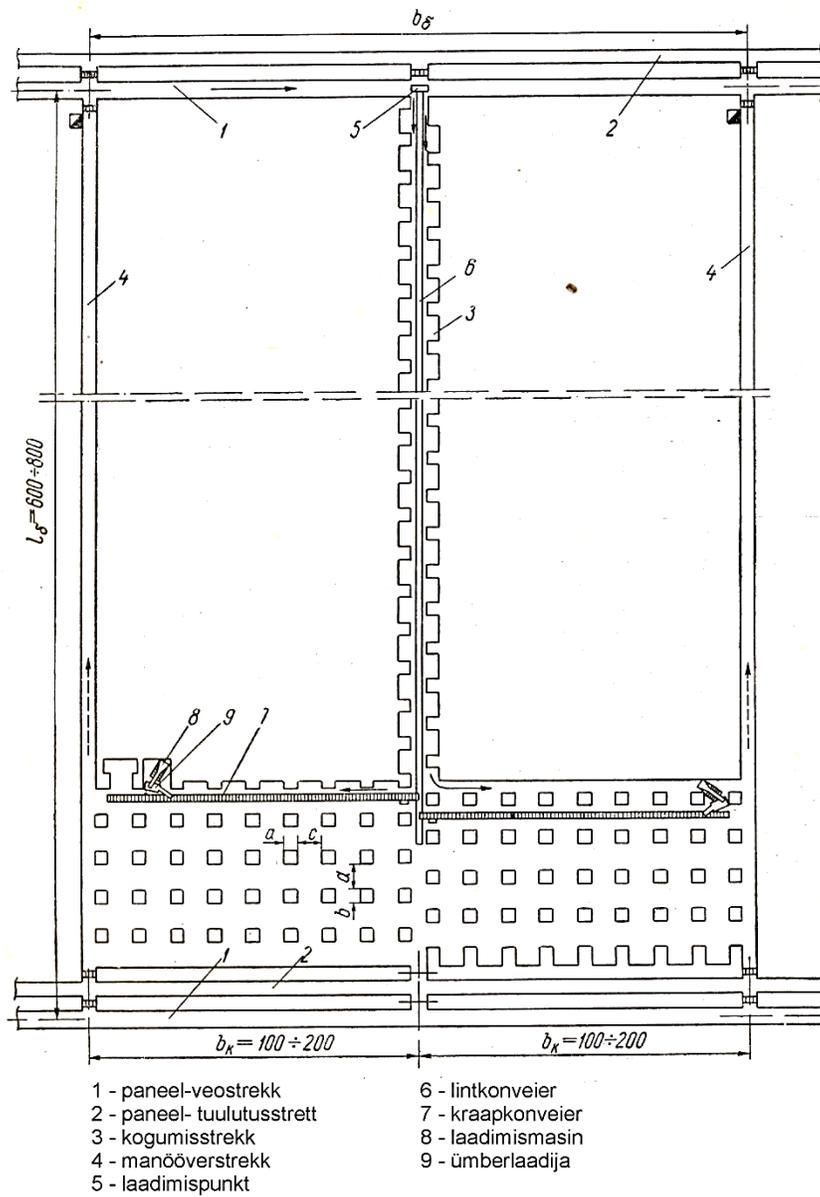 bδ
1
5
2
4
6
4
3
lδ=600÷800
8
9
7
a
c
d
b
1
2
bк=100÷200
bк=100÷200
1 - paneel-veostrekk
2 - paneel- tuulutusstrett
3 - kogumisstrekk
4 - manööverstrekk
5 - laadimispunkt
6 - lintkonveier
7 - kraapkonveier
8 - laadimismasin
9 - ümberlaadija